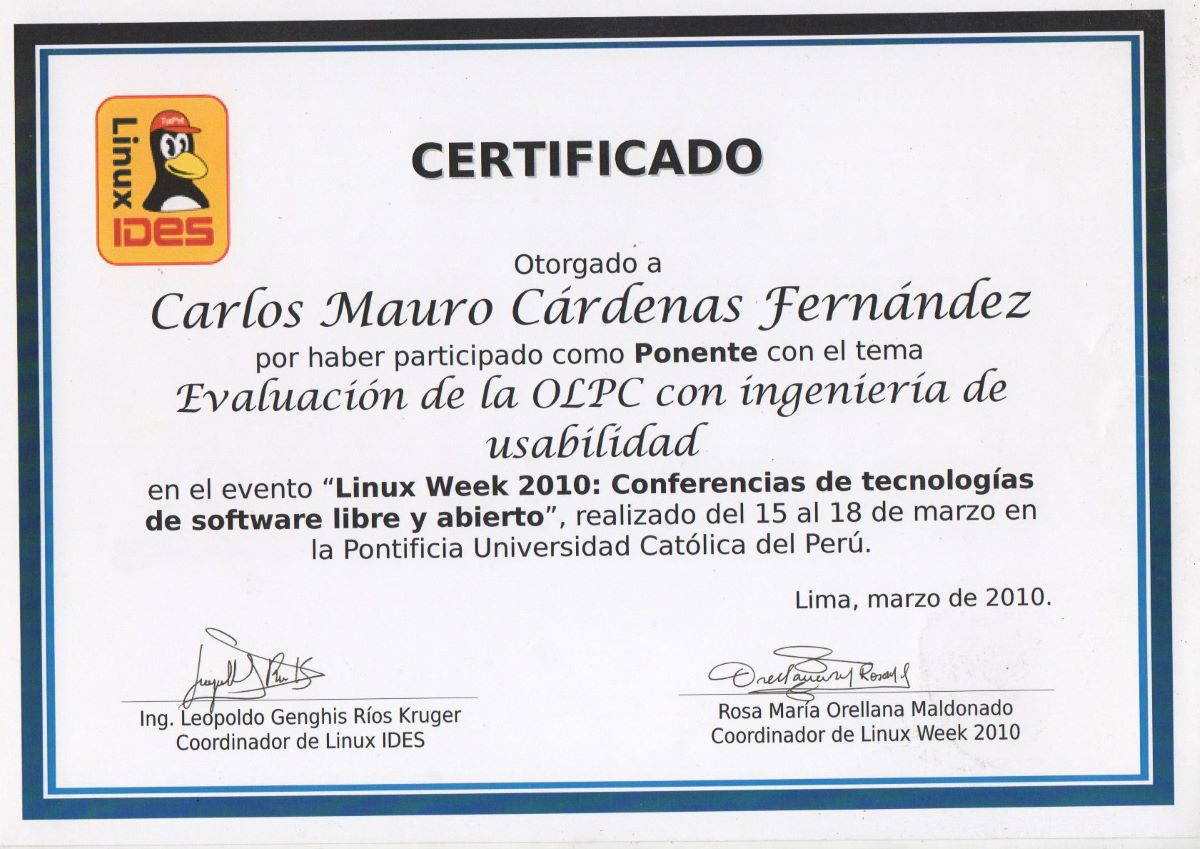 TuxPut
Linux
IDES
CERTIFICADO
Otorgado a
Carlos Mauro Cárdenas Fernández
por haber participado como Ponente con el tema
Evaluación de la OLPC con ingeniería de
usabilidad
en el evento “Linux Week 2010: Conferencias de tecnologías
de software libre y abierto”, realizado del 15 al 18 de marzo en
la Pontificia Universidad Católica del Perú.
Lima, marzo de 2010.
Orellana M Rosa
Ing. Leopoldo Genghis Ríos Kruger
Coordinador de Linux IDES
Rosa María Orellana Maldonado
Coordinador de Linux Week 2010